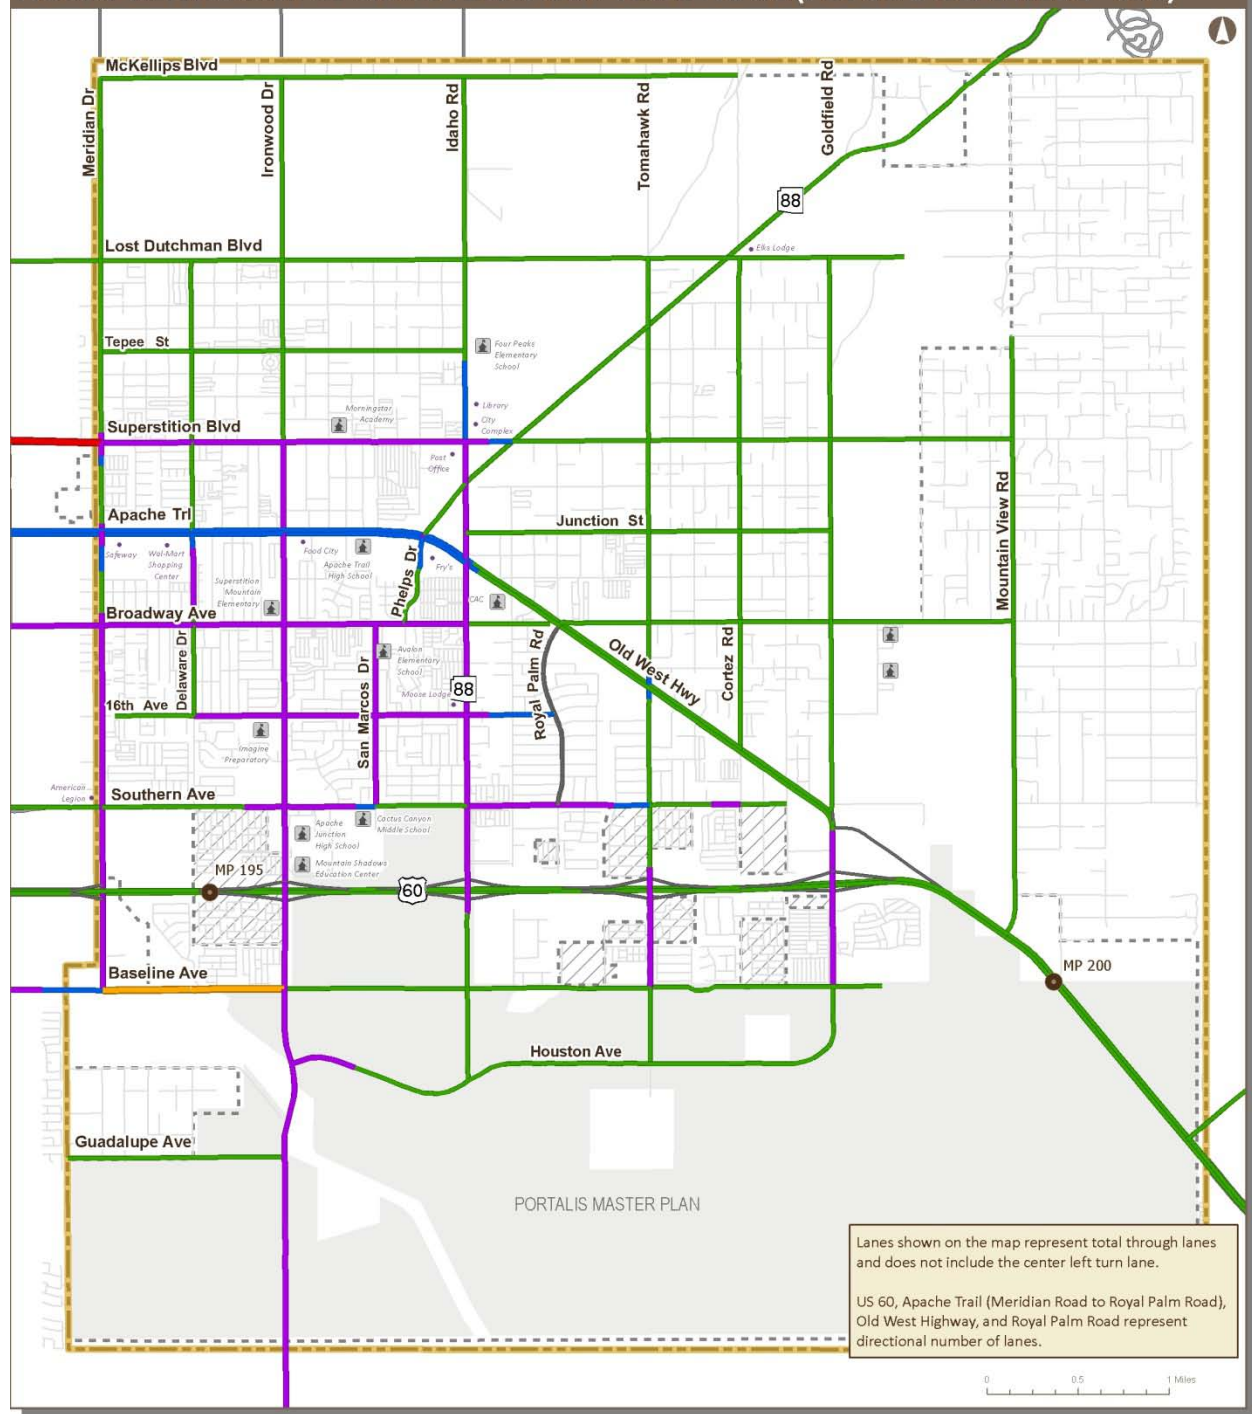 McKellips Blvd
Meridian Dr
Ironwood Dr
Idaho Rd
Tomahawk Rd
Goldfield Rd
88
Lost Dutchman Blvd
Elks Lodge
Tepee St
Four Peaks
Elementary
School
Morningstar
Academy
Library
City
Complex
Superstition Blvd
Post
Office
Apache Trl
Junction St
Mountain View Rd
Safeway
Wal-Mart
Shopping
Center
Food City
Apache Trail
High School
Phelps Dr
Fry's
Superstition
Mountain
Elementary
CAC
Broadway Ave
Delaware Dr
San Marcos Dr
Avalon
Elementary
School
Moose Lodge
88
Royal Palm Rd
Old West Hwy
Cortez Rd
16th Ave
Imagine
Preparatory
American
Legion
Southern Ave
Apache
Junction
High School
Cactus Canyon
Middle School
Mountain Shadows
Education Center
MP 195
60
Baseline Ave
MP 200
Houston Ave
Guadalupe Ave
PORTALIS MASTER PLAN
Lanes shown on the map represent total through lanes
and does not include the center left turn lane.
US 60, Apache Trail (Meridian Road to Royal Palm Road),
Old West Highway, and Royal Palm Road represent
directional number of lanes.
0 0.5 1 Miles